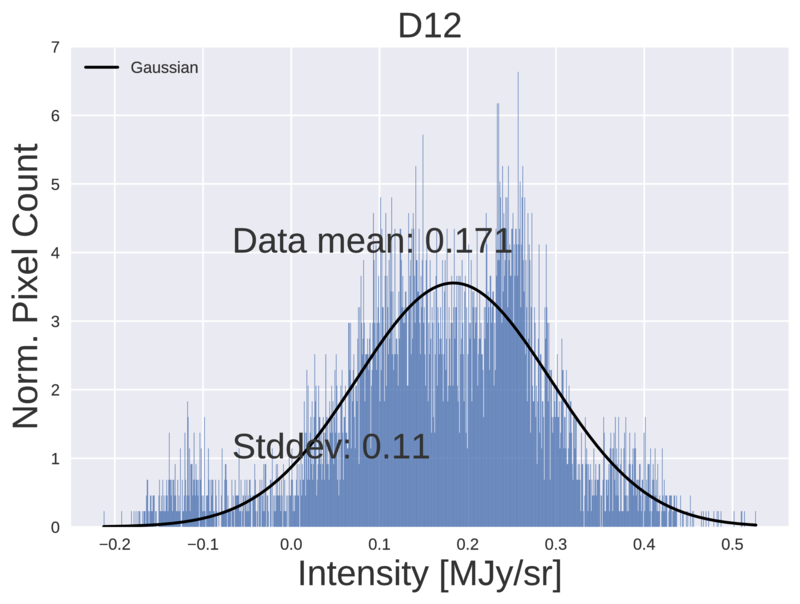 D12
Gaussian
Norm. Pixel Count
7
6
5
4
3
2
1
0
Data mean: 0.171
Stddev: 0.11
−0.2 −0.1 0.0 0.1 0.2 0.3 0.4 0.5
Intensity [MJy/sr]